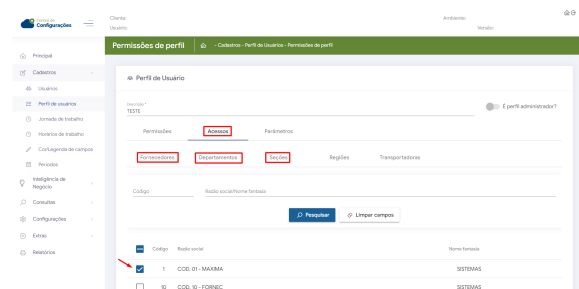 Configurações
Cliente:
Usuário:
Ambiente:
Versão:
Permissões de perfil
- Cadastros - Perfil de Usuários - Permissões de perfil
Principal
Cadastros
Usuários
Perfil de usuários
Jornada de trabalho
Horários de trabalho
Cor/Legenda de campos
Períodos
Inteligência de
Negócio
Consultas
Configurações
Extras
Relatórios
Perfil de Usuário
Descrição*
TESTE
É perfil administrador?
Permissões Acessos Parâmetros
Fornecedores Departamentos Seções Regiões Transportadoras
Código Razão social/Nome fantasia
Pesquisar Limpar campos
Código Razão social Nome fantasia
1 COD. 01 - MAXIMA SISTEMAS
10 COD. 10 - FORNEC SISTEMAS